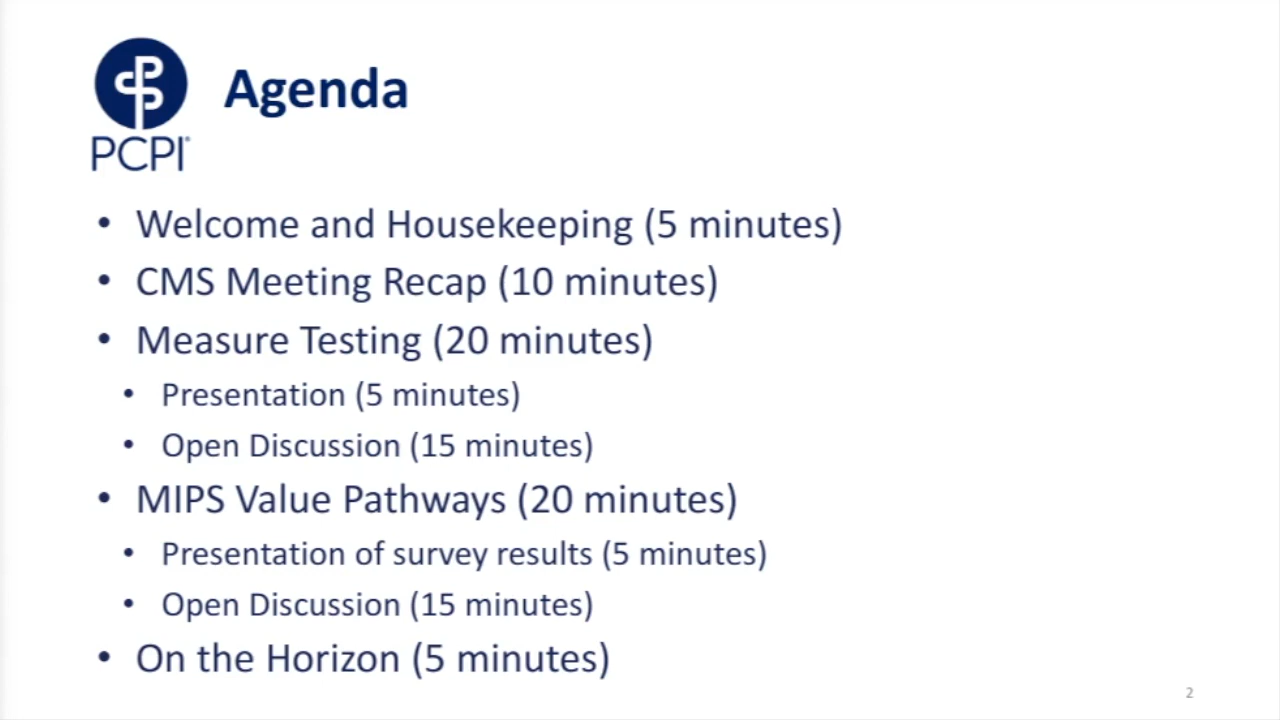 Agenda
PCPI
• Welcome and Housekeeping (5 minutes)
• CMS Meeting Recap (10 minutes)
• Measure Testing (20 minutes)
• Presentation (5 minutes)
• Open Discussion (15 minutes)
• MIPS Value Pathways (20 minutes)
• Presentation of survey results (5 minutes)
• Open Discussion (15 minutes)
• On the Horizon (5 minutes)
2